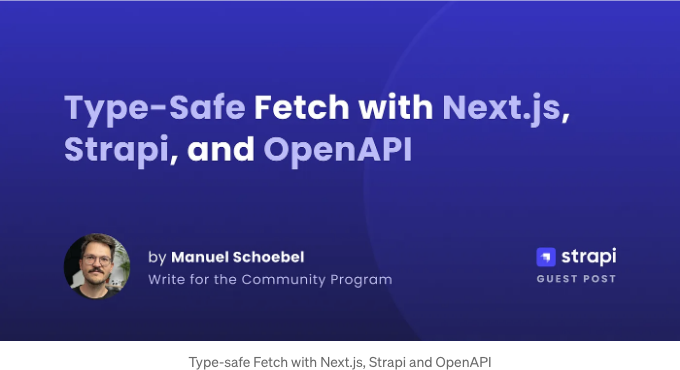 Type-Safe Fetch with Next.js,
Strapi, and OpenAPI
by Manuel Schoebel
Write for the Community Program
strapi
GUEST POST
Type-safe Fetch with Next.js, Strapi and OpenAPI